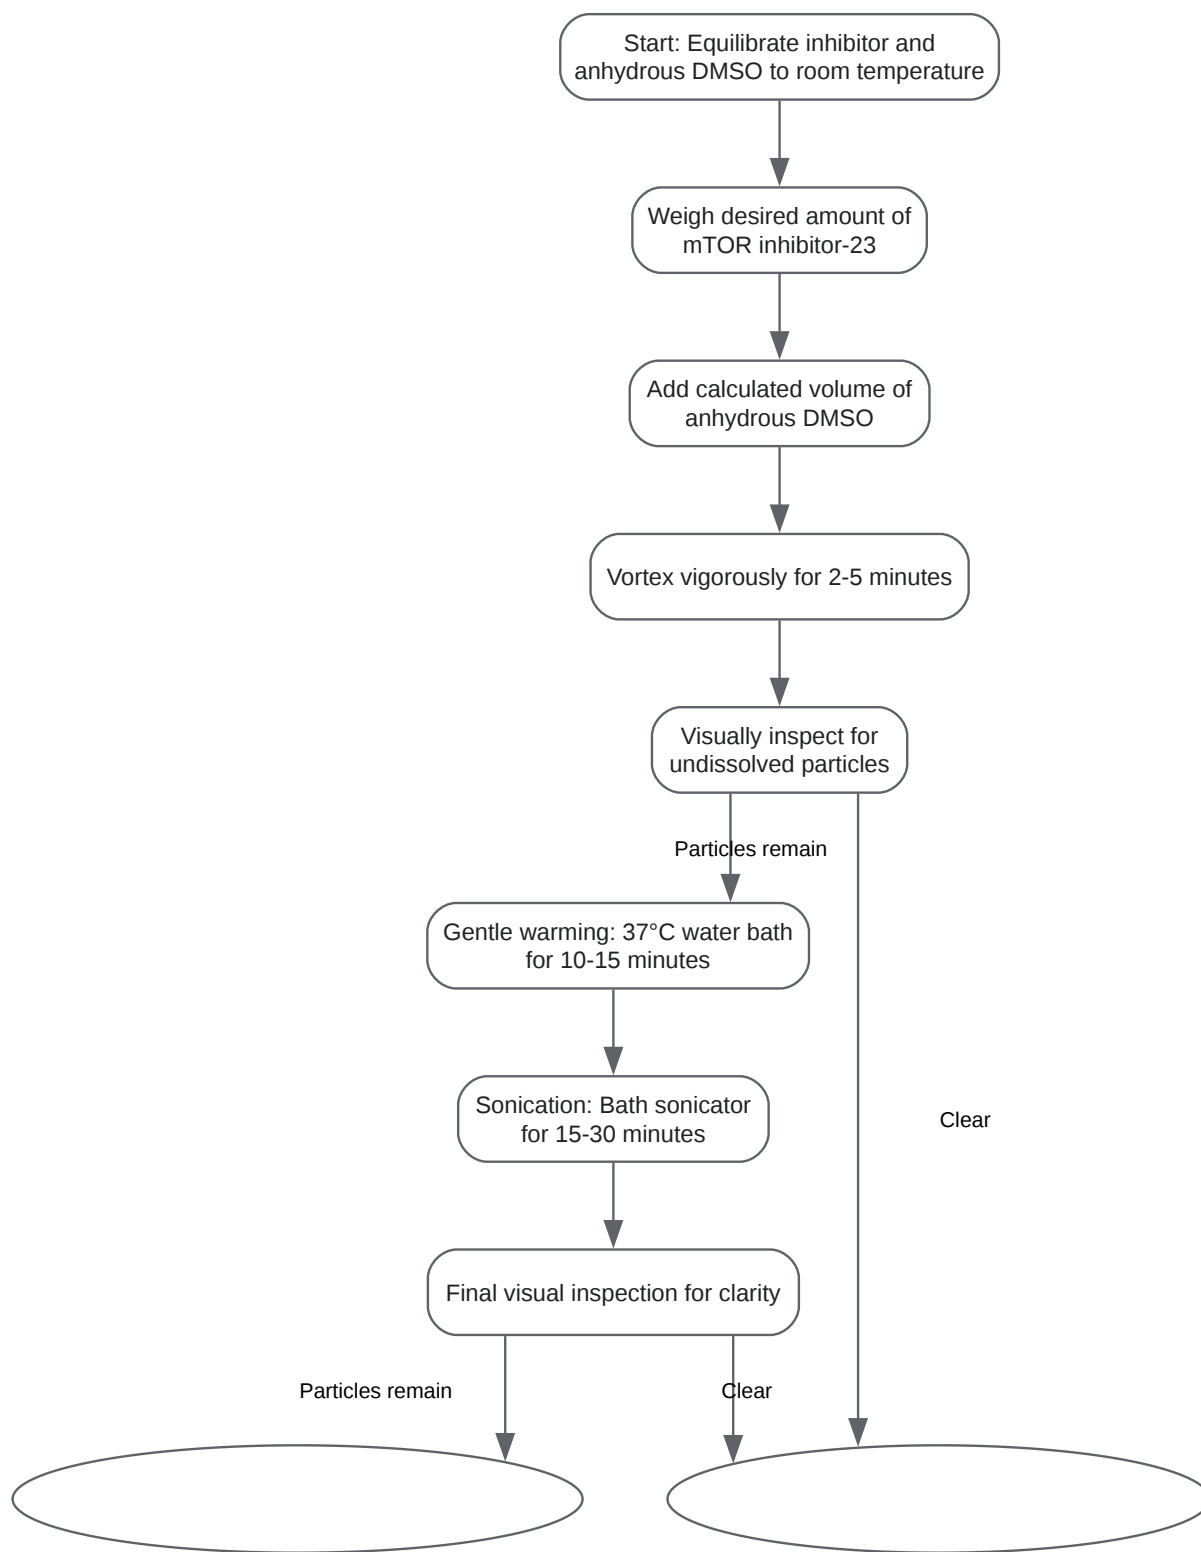 Start: Equilibrate inhibitor and
anhydrous DMSO to room temperature
Weigh desired amount of
mTOR inhibitor-23
Add calculated volume of
anhydrous DMSO
Vortex vigorously for 2-5 minutes
Visually inspect for
undissolved particles
Particles remain
Gentle warming: 37°C water bath
for 10-15 minutes
Sonication: Bath sonicator
for 15-30 minutes
Clear
Final visual inspection for clarity
Particles remain
Clear